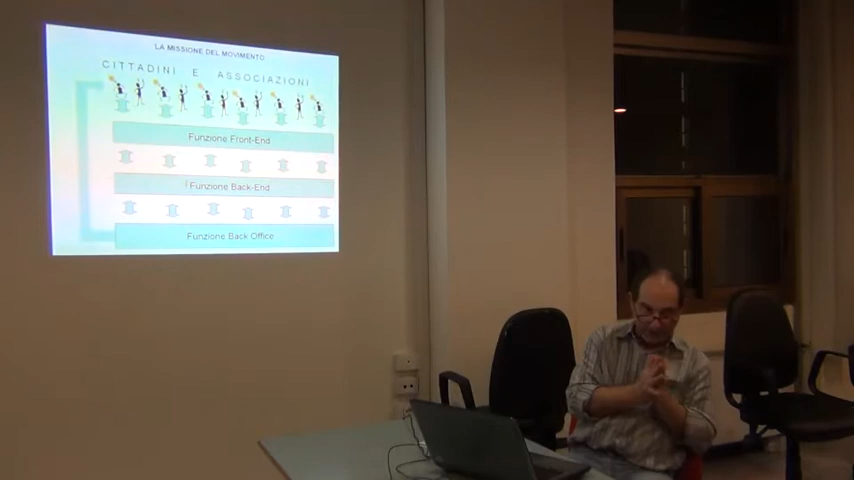 LA MISSIONE DEL MOVIMENTO
CITTADINI E ASSOCIAZIONI
Funzione Front-End
Funzione Back-End
Funzione Back Office